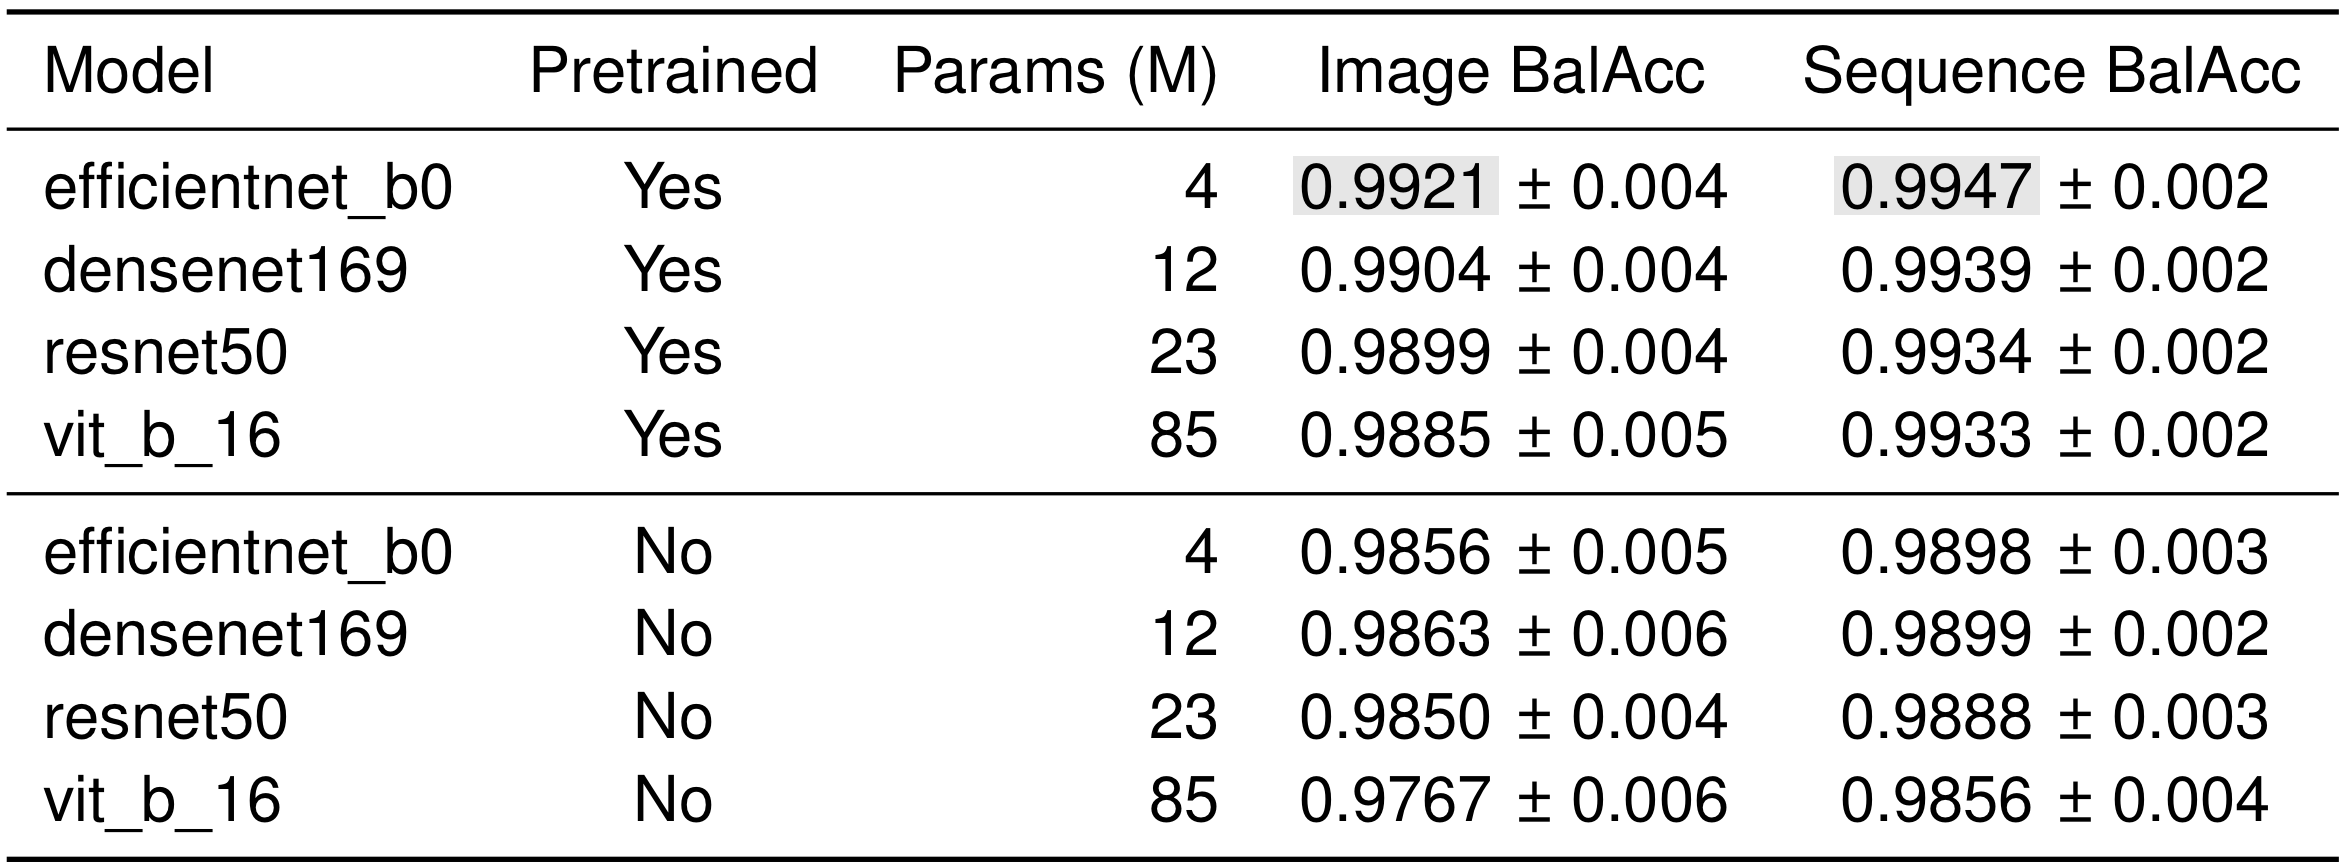 Model Pretrained Params (M) Image BalAcc Sequence BalAcc
efficientnet_b0 Yes 4 0.9921 ± 0.004 0.9947 ± 0.002
densenet169 Yes 12 0.9904 ± 0.004 0.9939 ± 0.002
resnet50 Yes 23 0.9899 ± 0.004 0.9934 ± 0.002
vit_b_16 Yes 85 0.9885 ± 0.005 0.9933 ± 0.002
efficientnet_b0 No 4 0.9856 ± 0.005 0.9898 ± 0.003
densenet169 No 12 0.9863 ± 0.006 0.9899 ± 0.002
resnet50 No 23 0.9850 ± 0.004 0.9888 ± 0.003
vit_b_16 No 85 0.9767 ± 0.006 0.9856 ± 0.004